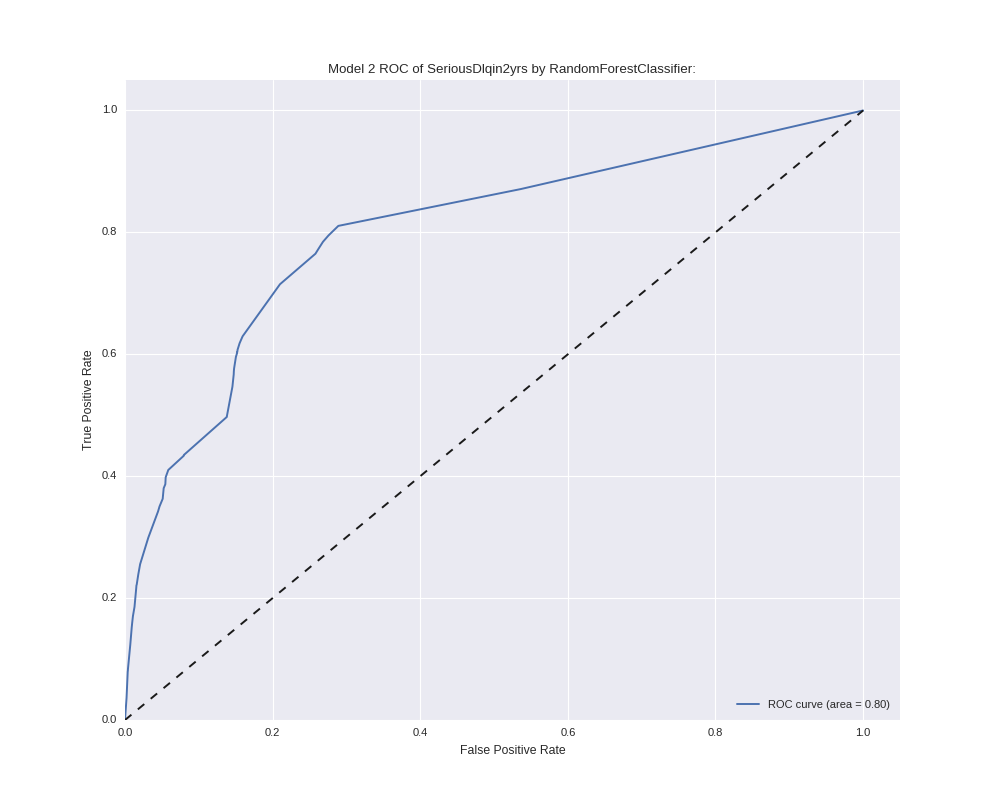 Model 2 ROC of SeriousDlqin2yrs by RandomForestClassifier:
1.0
0.8
0.6
0.4
0.2
0.0
True Positive Rate
ROC curve (area = 0.80)
0.0 0.2 0.4 0.6 0.8 1.0
False Positive Rate